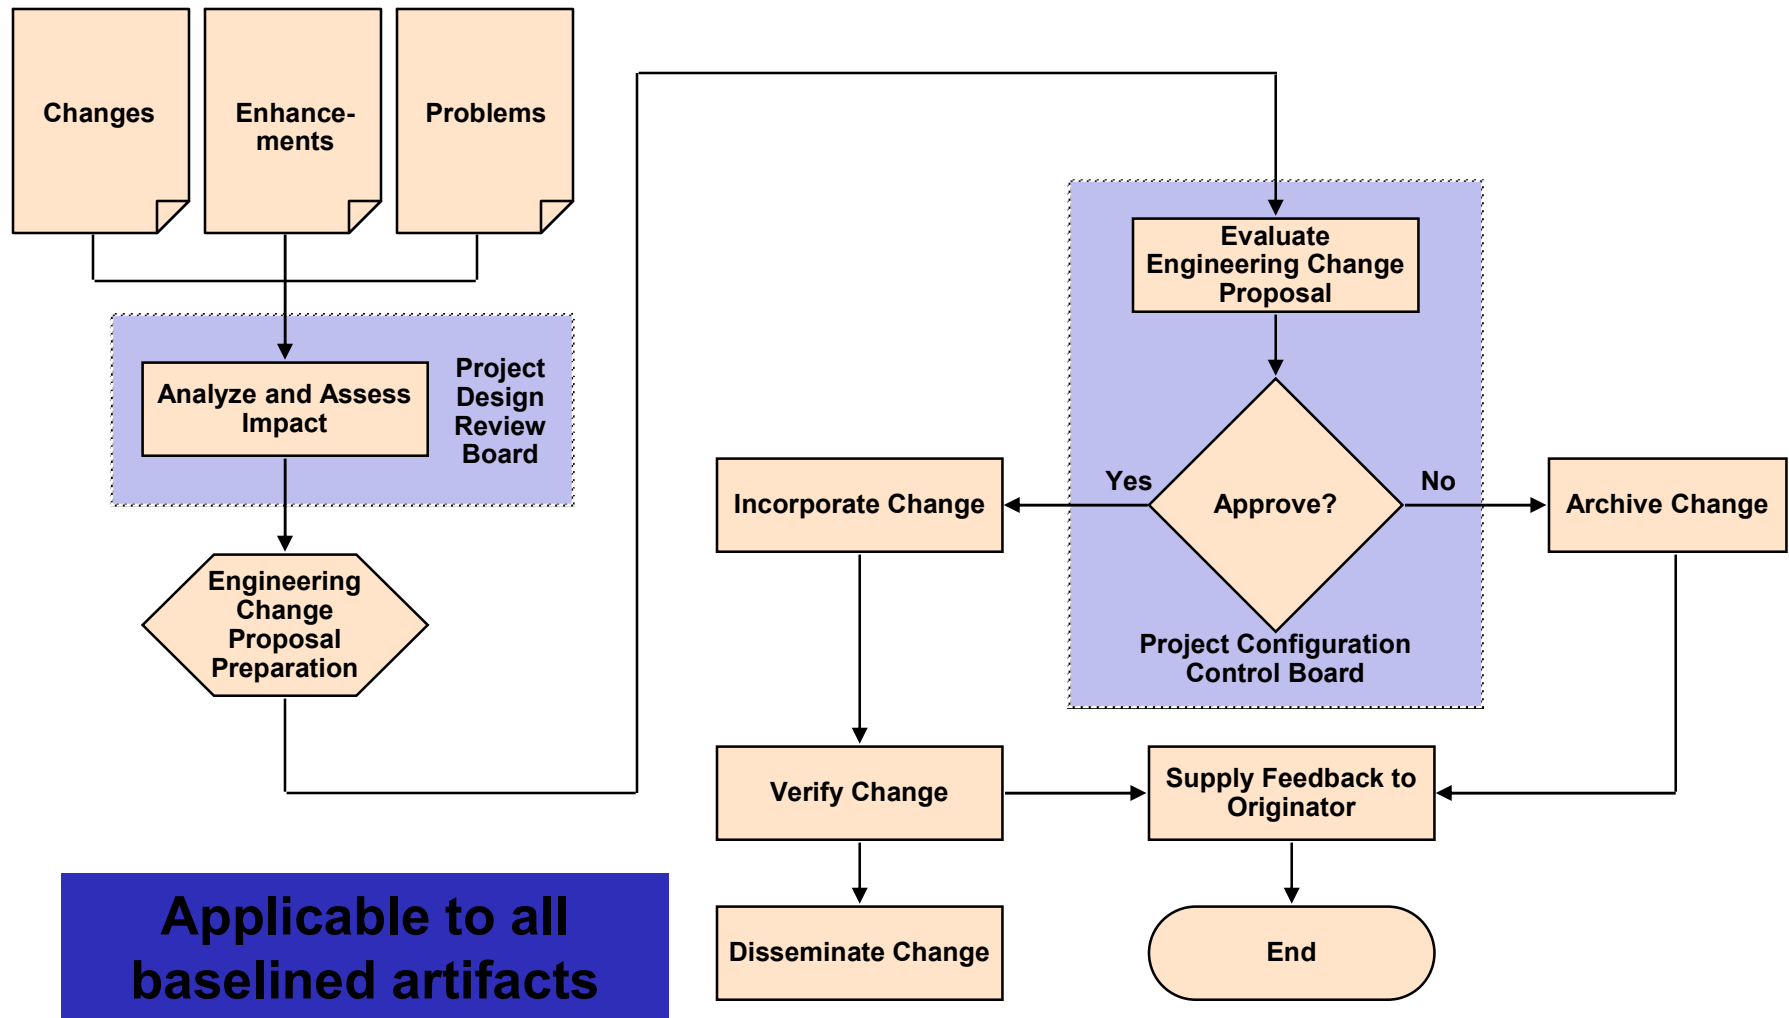 Changes
Enhance-
ments
Problems
Analyze and Assess
Impact
Project
Design
Review
Board
Engineering
Change
Proposal
Preparation
Evaluate
Engineering Change
Proposal
Approve?
Yes
No
Project Configuration
Control Board
Incorporate Change
Archive Change
Verify Change
Supply Feedback to
Originator
Disseminate Change
End
Applicable to all
baselined artifacts